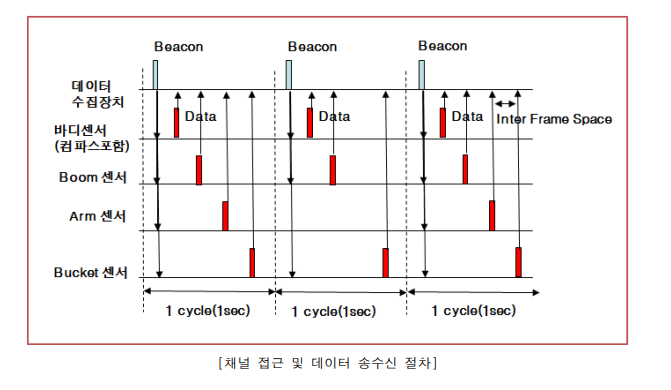 Beacon
Beacon
Beacon
데이터
수집장치
Data
Data
Data
Inter Frame Space
바디센서
(컴파스포함)
Boom 센서
Arm 센서
Bucket 센서
1 cycle(1sec)
1 cycle(1sec)
1 cycle(1sec)
[채널 접근 및 데이터 송수신 절차]